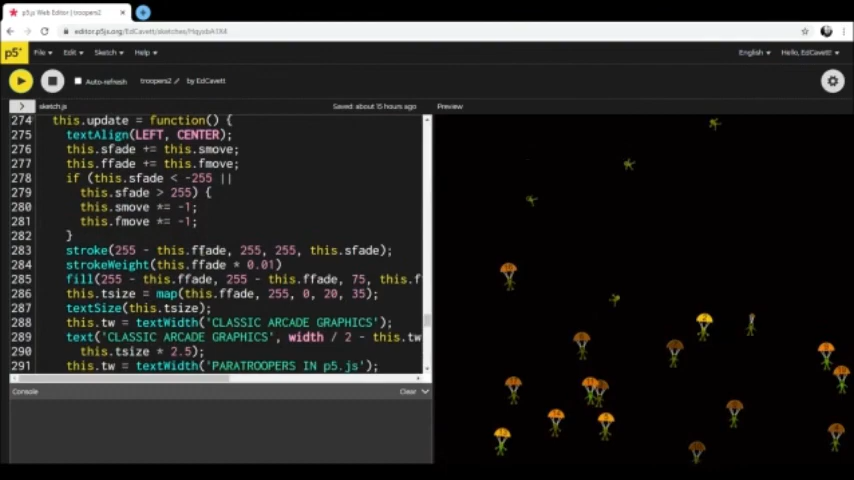 p5.js Web Editor | troopers2
editor.p5js.org/EdCavett/sketches/
p5* File Edit Sketch Help English Hello, EdCavett!
Auto-refresh troopers2 by EdCavett
sketch.js Saved: about 15 hours ago Preview
274 this.update = function() {
275 textAlign(LEFT, CENTER);
276 this.sfade += this.smove;
277 this.ffade += this.fmove;
278 if (this.sfade < -255 ||
279 this.sfade > 255) {
280 this.smove *= -1;
281 this.fmove *= -1;
282 }
283 stroke(255 - this.ffade, 255, 255, this.sfade);
284 strokeWeight(this.ffade * 0.01)
285 fill(255 - this.ffade, 255 - this.ffade, 75, this.f
286 this.tsize = map(this.ffade, 255, 0, 20, 35);
287 textSize(this.tsize);
288 this.tw = textWidth('CLASSIC ARCADE GRAPHICS');
289 text('CLASSIC ARCADE GRAPHICS', width / 2 - this.tw
290 this.tsize * 2.5);
291 this.tw = textWidth('PARATROOPERS IN p5.js');
Console Clear